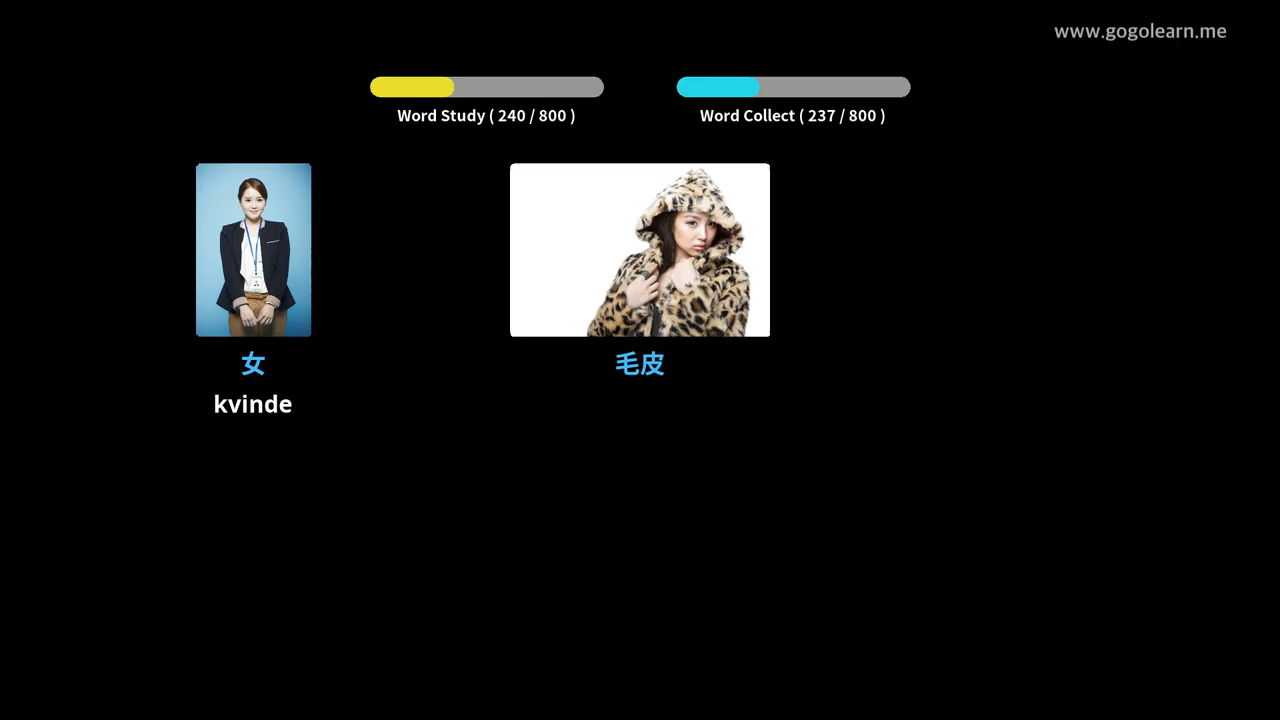 www.gogolearn.me
Word Study ( 240 / 800 )
Word Collect ( 237 / 800 )
女
毛皮
kvinde